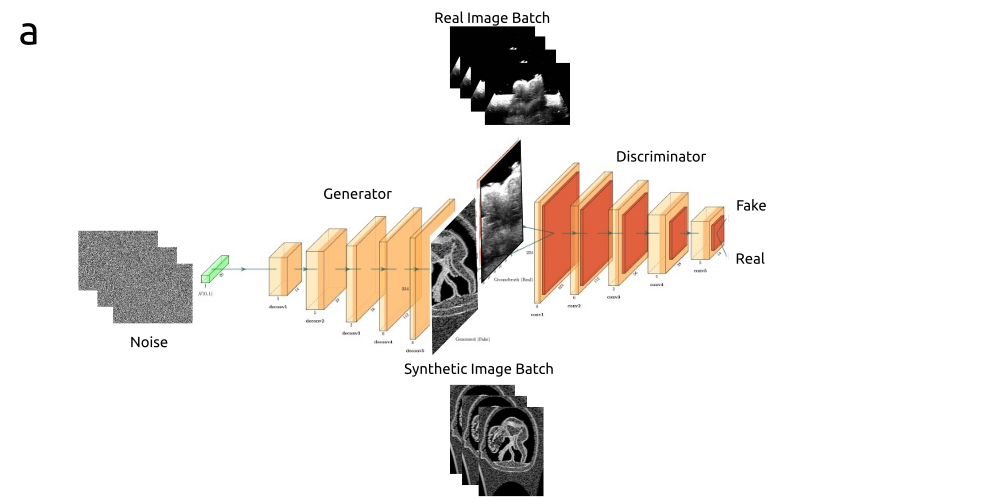 a
Real Image Batch
Discriminator
Generator
Fake
Real
Noise
N(0,1)
deconv1
deconv2
deconv3
deconv4
deconv5
Generated (Fake)
Groundtruth (Real)
conv1
conv2
conv3
conv4
conv5
Synthetic Image Batch